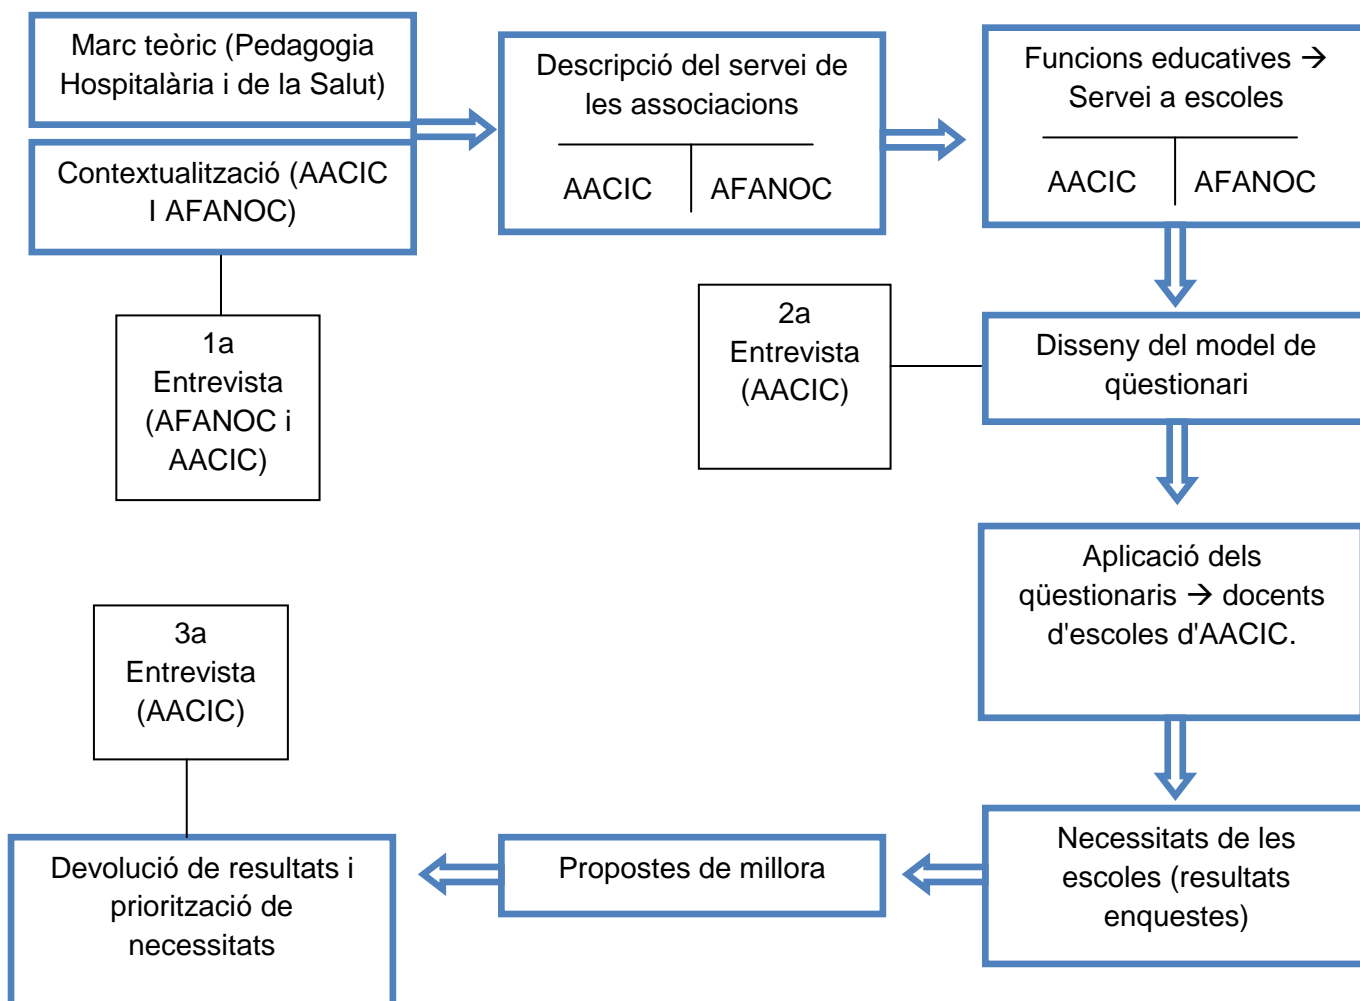 Marc teòric (Pedagogia
Hospitalària i de la Salut)
Contextualització (AACIC
I AFANOC)
Descripció del servei de
les associacions
AACIC
AFANOC
Funcions educatives →
Servei a escoles
AACIC
AFANOC
1a
Entrevista
(AFANOC i
AACIC)
2a
Entrevista
(AACIC)
Disseny del model de
qüestionari
Aplicació dels
qüestionaris → docents
d'escoles d'AACIC.
3a
Entrevista
(AACIC)
Necessitats de les
escoles (resultats
enquestes)
Propostes de millora
Devolució de resultats i
priorització de
necessitats